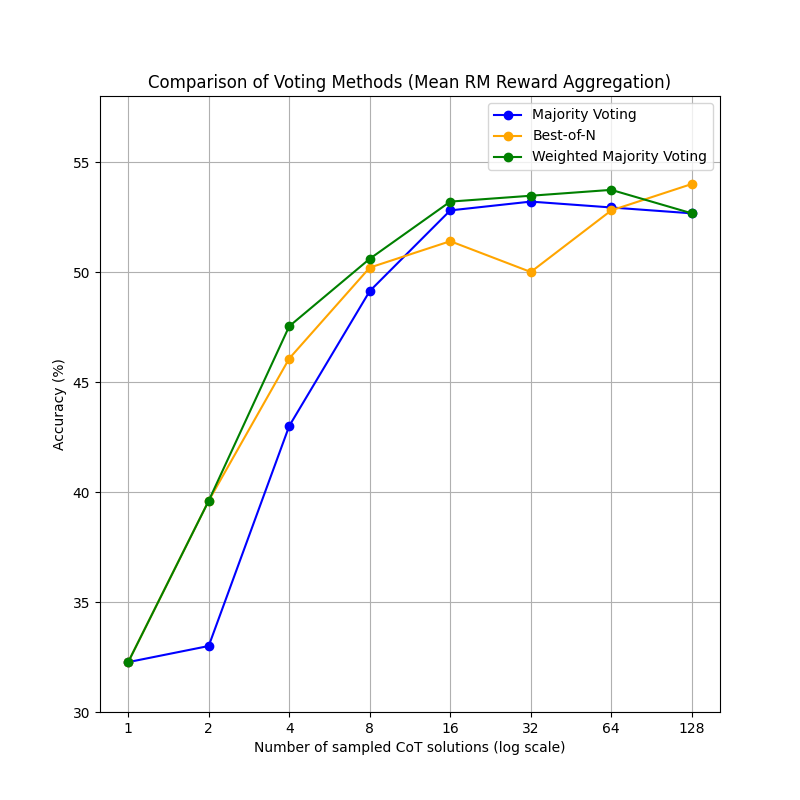 Comparison of Voting Methods (Mean RM Reward Aggregation)
Majority Voting
Best-of-N
Weighted Majority Voting
55
50
45
40
35
30
Accuracy (%)
1 2 4 8 16 32 64 128
Number of sampled CoT solutions (log scale)